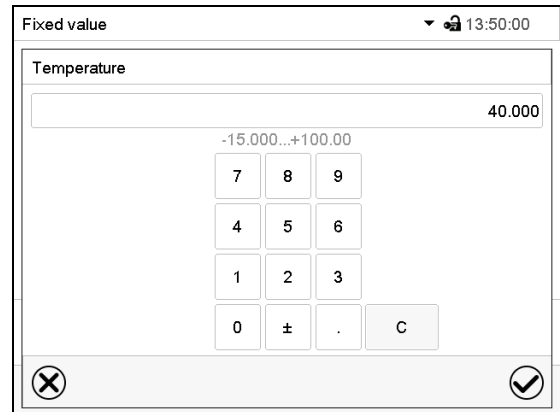 Fixed value 13:50:00
Temperature
40.000
-15.000...+100.00
7 8 9
4 5 6
1 2 3
0 ± . C